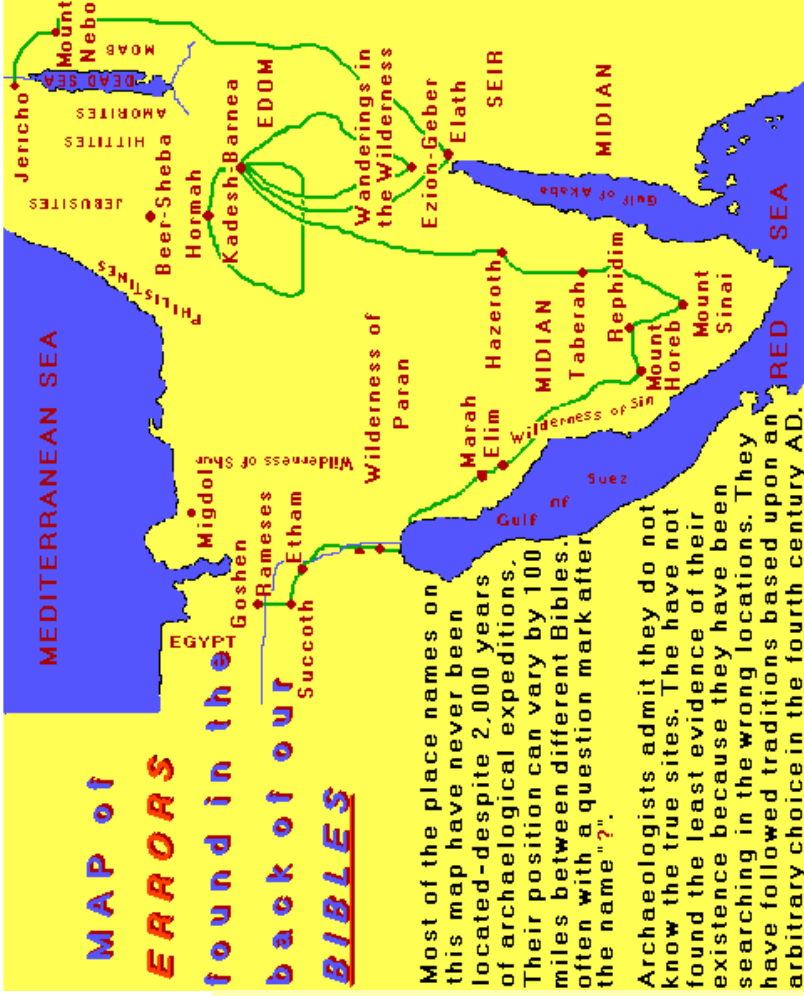 MAP of
ERRORS
found in the
back of our
BIBLES
Most of the place names on
this map have never been
located-despite 2,000 years
of archaelogical expeditions.
Their position can vary by 100
miles between different Bibles.
often with a question mark after
the name"?".
Archaeologists admit they do not
know the true sites. The have not
found the least evidence of their
existence because they have been
searching in the wrong locations. They
have followed traditions based upon an
arbitrary choice in the fourth century AD.
MEDITERRANEAN SEA
EGYPT
Goshen
Rameses
Succoth
Etham
Migdol
Wilderness of Shur
PHILISTINES
JEBUSITES
HITTITES
AMORITES
DEAD SEA
MOAB
Jericho
Mount
Nebo
Beer-Sheba
Hormah
Kadesh-Barnea
EDOM
Wanderings in
the Wilderness
Ezion-Geber
Elath
SEIR
MIDIAN
Wilderness of
Paran
Marah
Elim
Wilderness of Sin
Hazeroth
MIDIAN
Taberah
Rephidim
Mount
Horeb
Mount
Sinai
Gulf of Akaba
Gulf
of
Suez
RED SEA